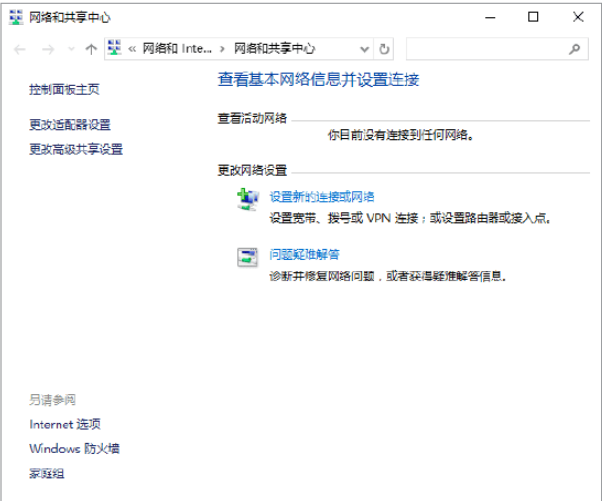 网络和共享中心
« 网络和 Inte... › 网络和共享中心
控制面板主页
更改适配器设置
更改高级共享设置
查看基本网络信息并设置连接
查看活动网络
你目前没有连接到任何网络。
更改网络设置
设置新的连接或网络
设置宽带、拨号或 VPN 连接；或设置路由器或接入点。
问题疑难解答
诊断并修复网络问题，或者获得疑难解答信息。
另请参阅
Internet 选项
Windows 防火墙
家庭组